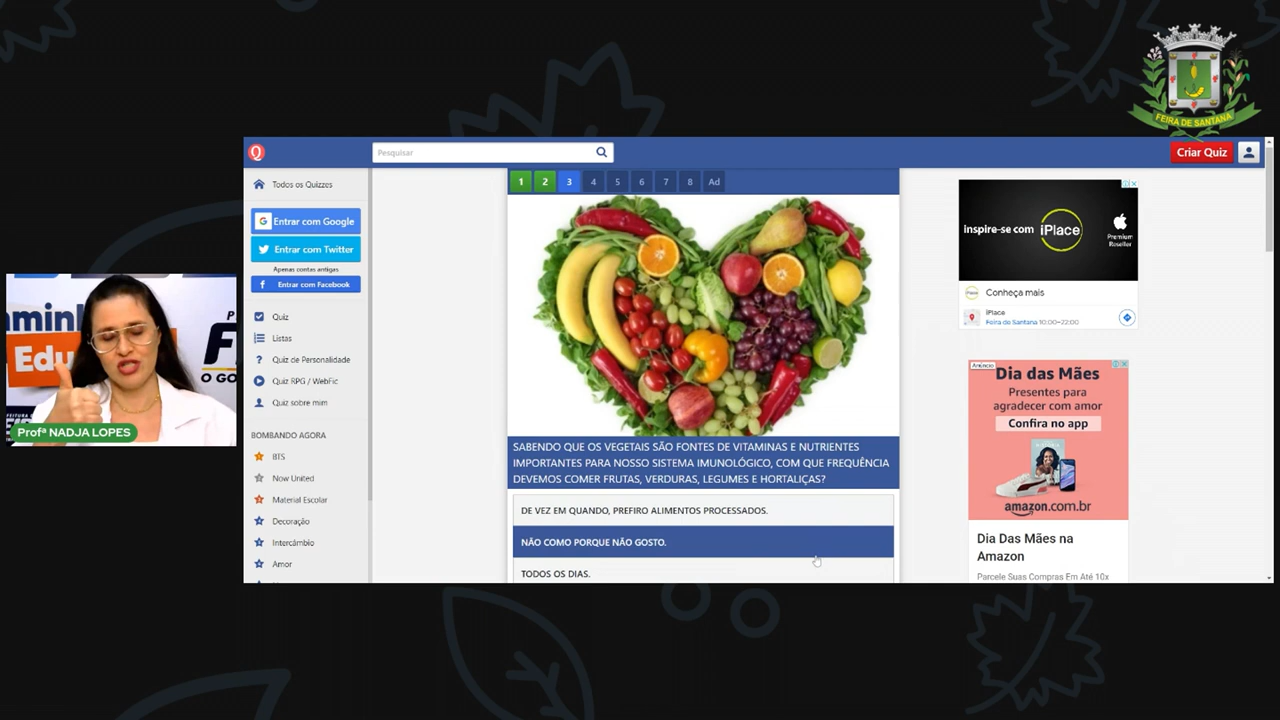 FEIRA DE SANTANA
Q
Pesquisar
Criar Quiz
Todos os Quizzes
G Entrar com Google
Entrar com Twitter
Apenas contas antigas
f Entrar com Facebook
Quiz
Listas
? Quiz de Personalidade
Quiz RPG / WebFic
Quiz sobre mim
BOMBANDO AGORA
BTS
Now United
Material Escolar
Decoração
Intercâmbio
Amor
1 2 3 4 5 6 7 8 Ad
SABENDO QUE OS VEGETAIS SÃO FONTES DE VITAMINAS E NUTRIENTES
IMPORTANTES PARA NOSSO SISTEMA IMUNOLÓGICO, COM QUE FREQUÊNCIA
DEVEMOS COMER FRUTAS, VERDURAS, LEGUMES E HORTALIÇAS?
DE VEZ EM QUANDO, PREFIRO ALIMENTOS PROCESSADOS.
NÃO COMO PORQUE NÃO GOSTO.
TODOS OS DIAS.
inspire-se com iPlace
Premium
Reseller
Conheça mais
iPlace
Feira de Santana 10:00–22:00
Anúncio
Dia das Mães
Presentes para
agradecer com amor
Confira no app
amazon.com.br
Dia Das Mães na
Amazon
Parcele Suas Compras Em Até 10x
aminh
Edu
F
O GO
Profª NADJA LOPES